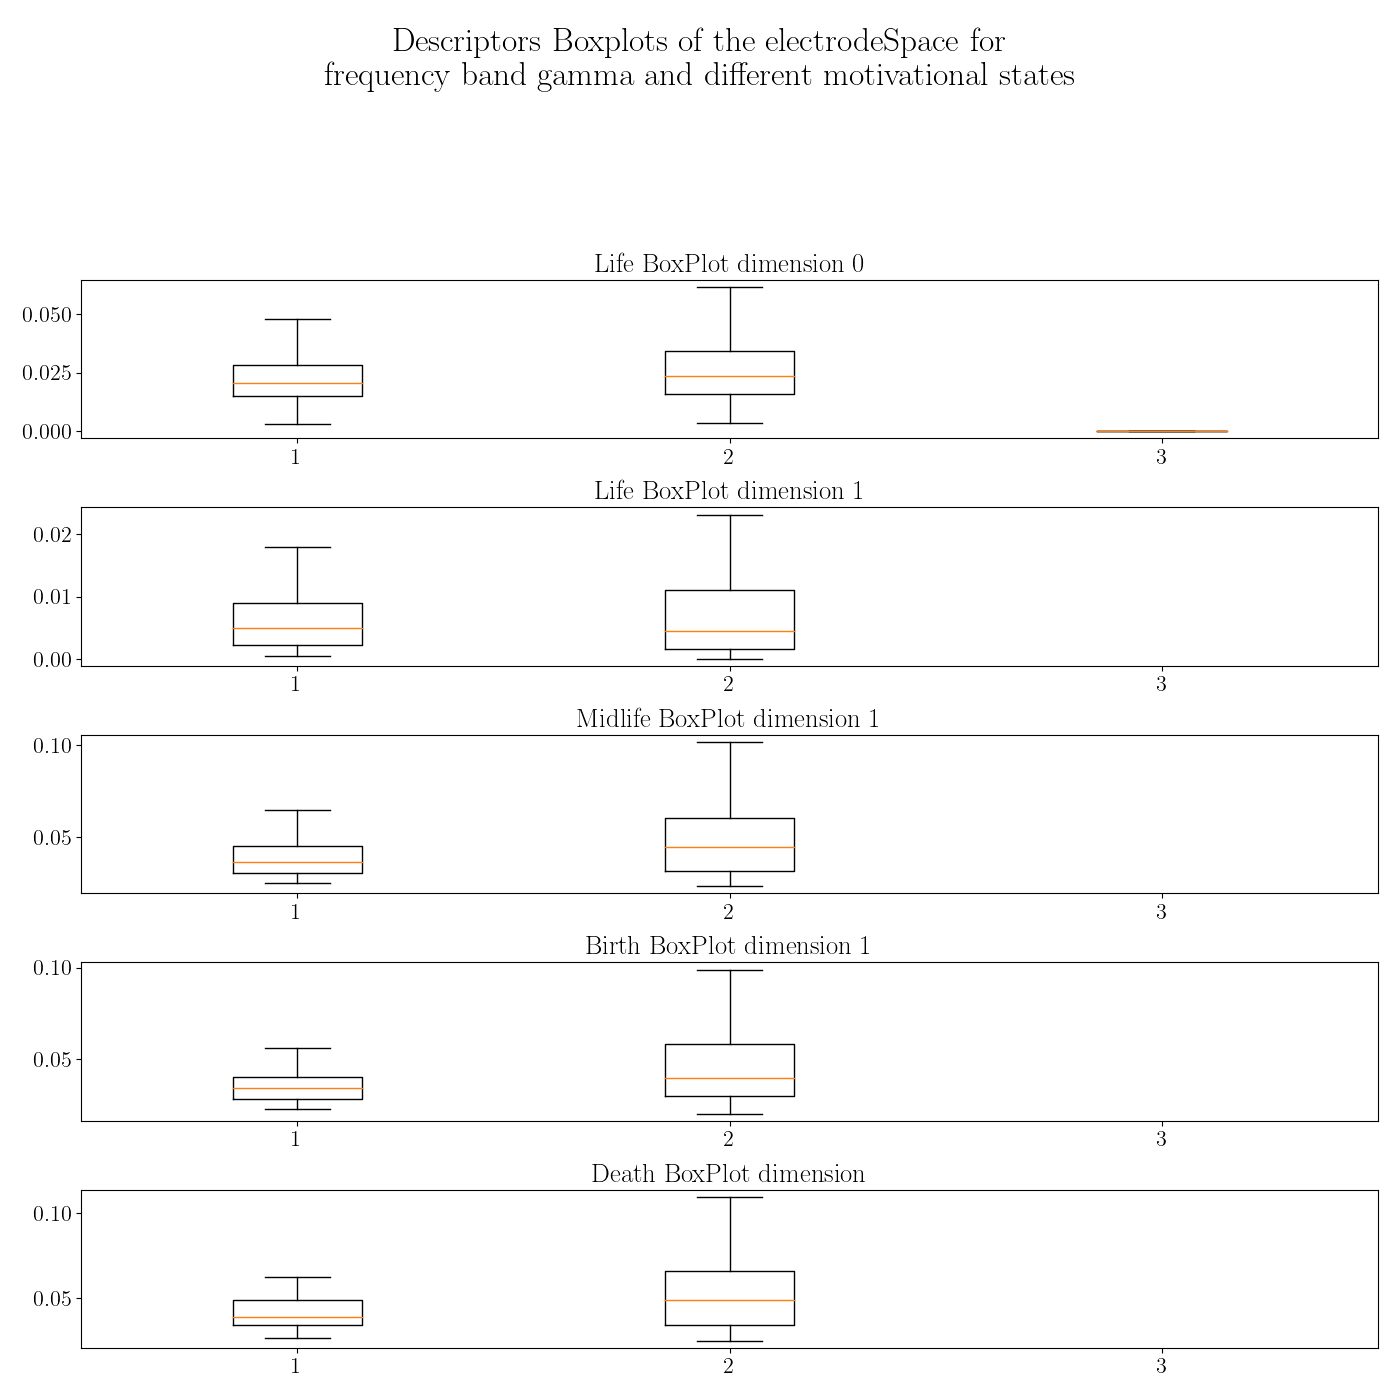 Descriptors Boxplots of the electrodeSpace for
frequency band gamma and different motivational states
Life BoxPlot dimension 0
0.050
0.025
0.000
1 2 3
Life BoxPlot dimension 1
0.02
0.01
0.00
1 2 3
Midlife BoxPlot dimension 1
0.10
0.05
1 2 3
Birth BoxPlot dimension 1
0.10
0.05
1 2 3
Death BoxPlot dimension
0.10
0.05
1 2 3